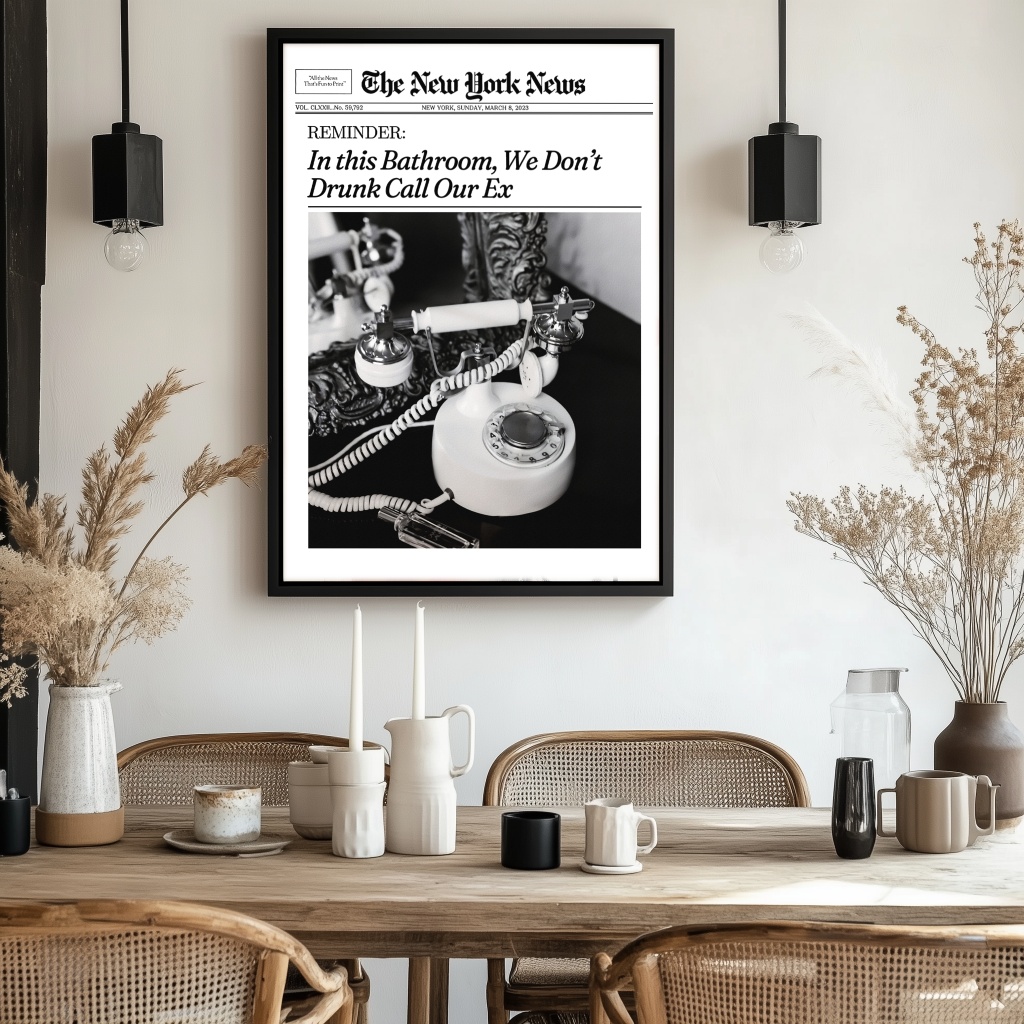 "All the News
That's Fun to Print"
The New York News
VOL. CLXXII...No. 59,792
NEW YORK, SUNDAY, MARCH 8, 2023
REMINDER:
In this Bathroom, We Don't
Drunk Call Our Ex